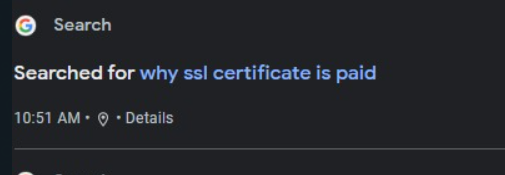 Search
Searched for why ssl certificate is paid
10:51 AM • • Details